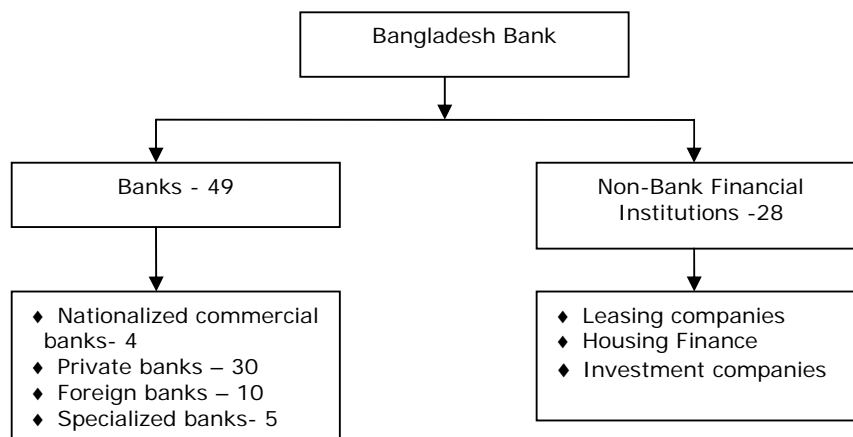 Bangladesh Bank
Banks - 49
Non-Bank Financial
Institutions -28
♦ Nationalized commercial
banks- 4
♦ Private banks – 30
♦ Foreign banks – 10
♦ Specialized banks- 5
♦ Leasing companies
♦ Housing Finance
♦ Investment companies